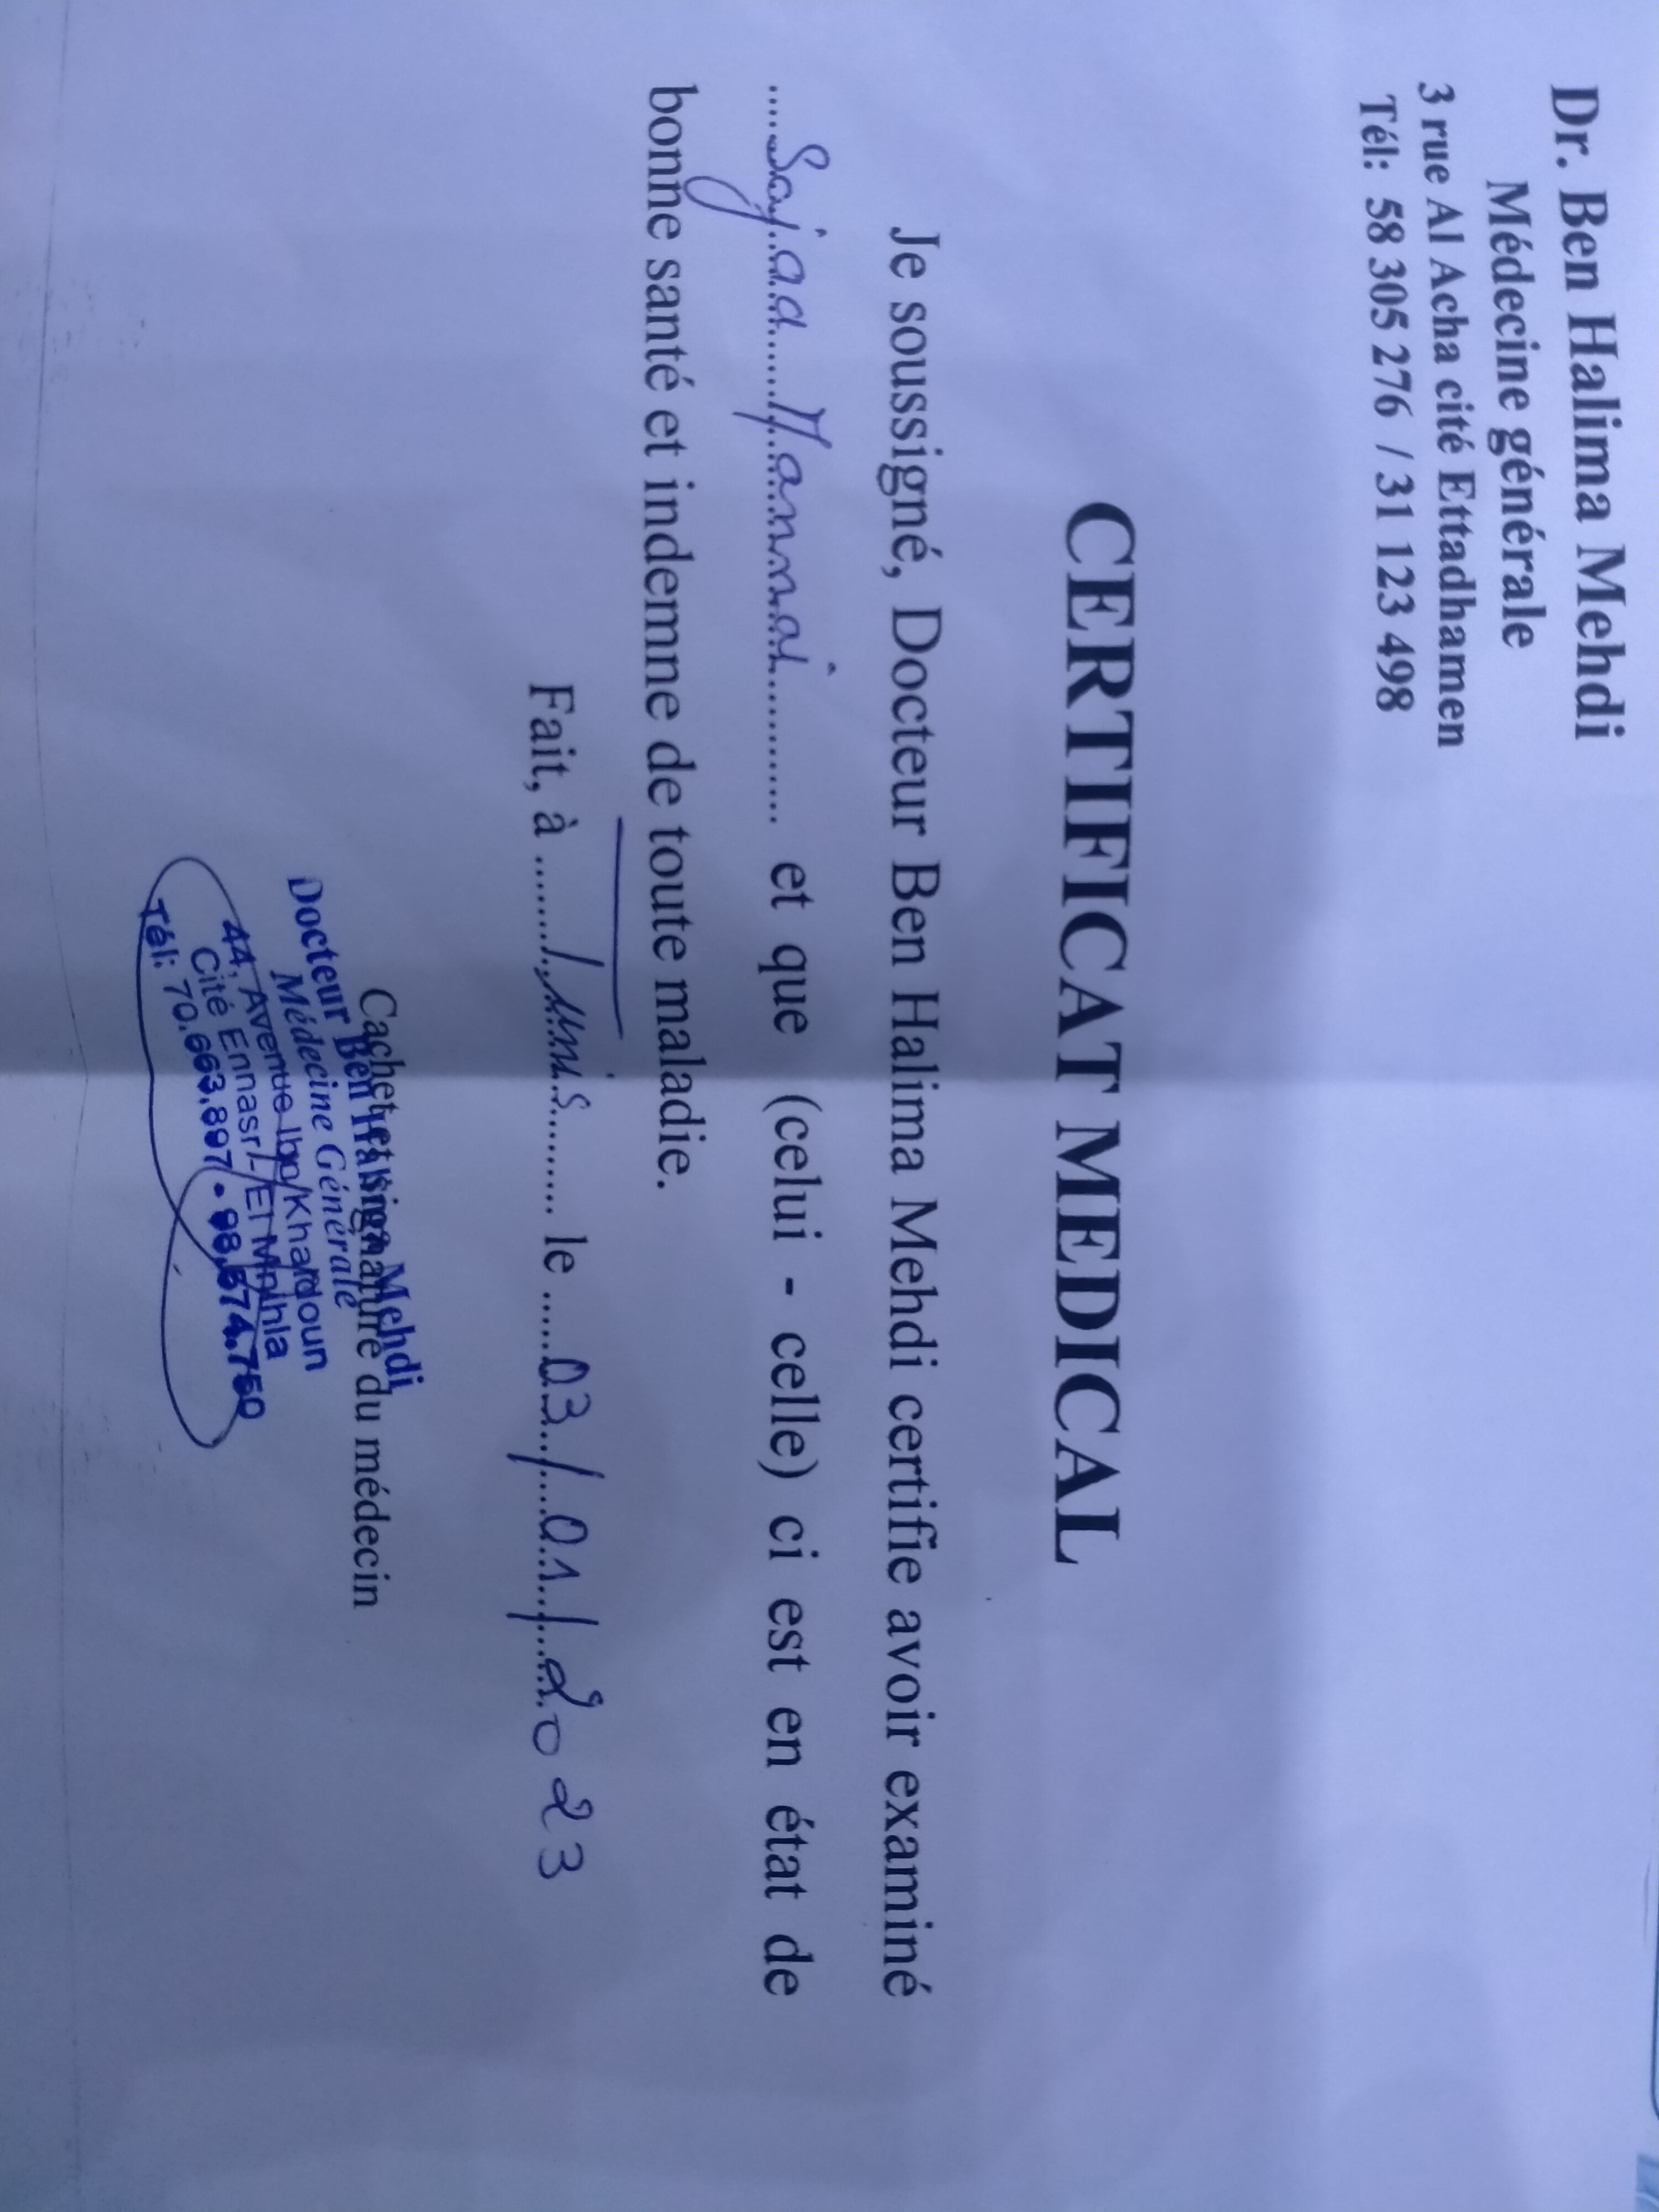 Dr. Ben Halima Mehdi
Médecine générale
3 rue Al Acha cité Ettadhamen
Tél: 58 305 276 / 31 123 498
CERTIFICAT MEDICAL
Je soussigné, Docteur Ben Halima Mehdi certifie avoir examiné
....Sajaa......Mannai.......... et que (celui - celle) ci est en état de
bonne santé et indemne de toute maladie.
Fait, à ........Tunis......... le .....03../...01../...2023
Cachet et signature du médecin
Docteur Ben Halima Mehdi
Médecine Générale
44, Avenue Ibn Khaldoun
Cité Ennasr - El Mnihla
Tél: 70.663.897 • 98.574.750